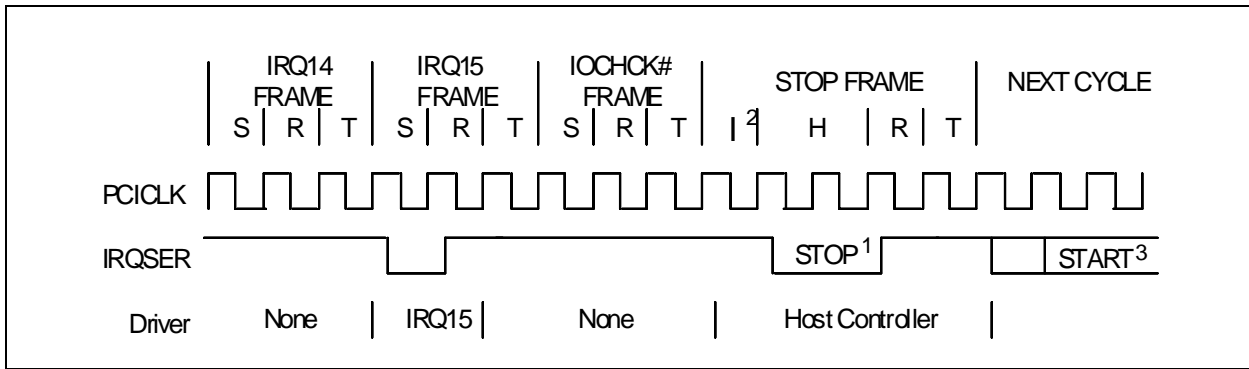 IRQ14 IRQ15 IOCHCK#
FRAME FRAME FRAME STOP FRAME NEXT CYCLE
S R T S R T S R T I 2 H R T
PCICLK
IRQSER STOP 1 START 3
Driver None IRQ15 None Host Controller